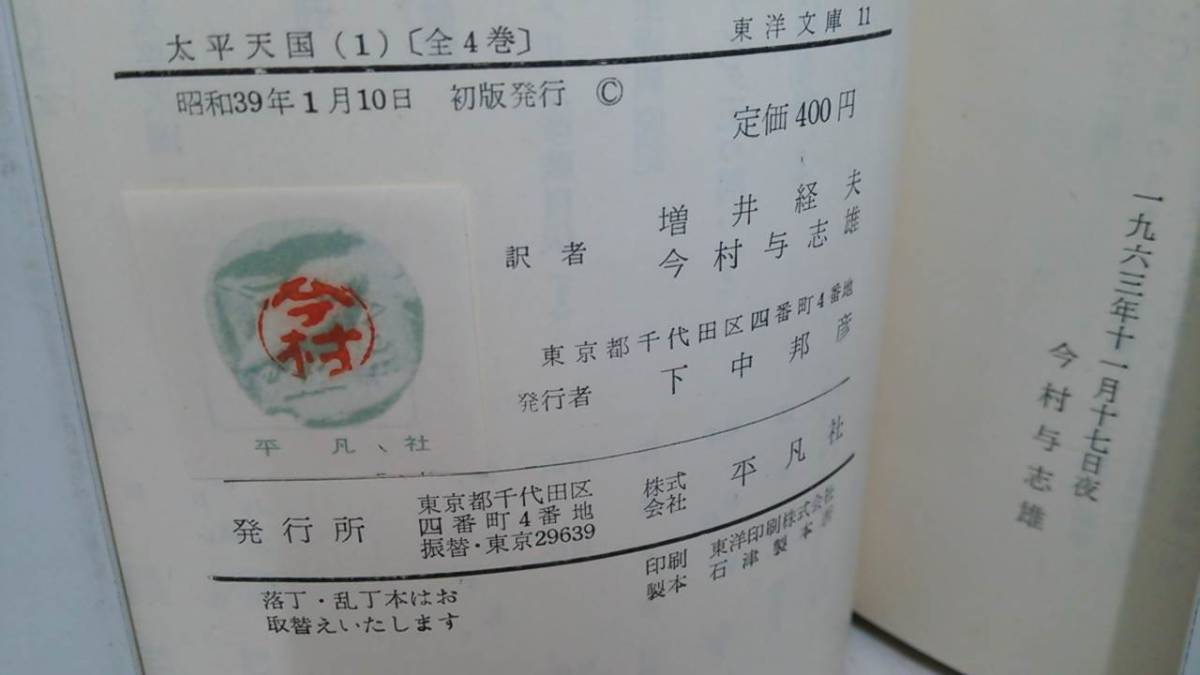 太平天国(1)〔全4巻〕
東洋文庫 11
昭和39年1月10日 初版発行 ©
定価400円
訳者
増井経夫
今村与志雄
東京都千代田区四番町4番地
発行者 下中邦彦
今村
平凡社
発行所
東京都千代田区
四番町4番地
振替・東京29639
株式会社 平凡社
印刷 東洋印刷株式会社
製本 石津製本所
落丁・乱丁本はお
取替えいたします
一九六三年十一月十七日夜
今村与志雄